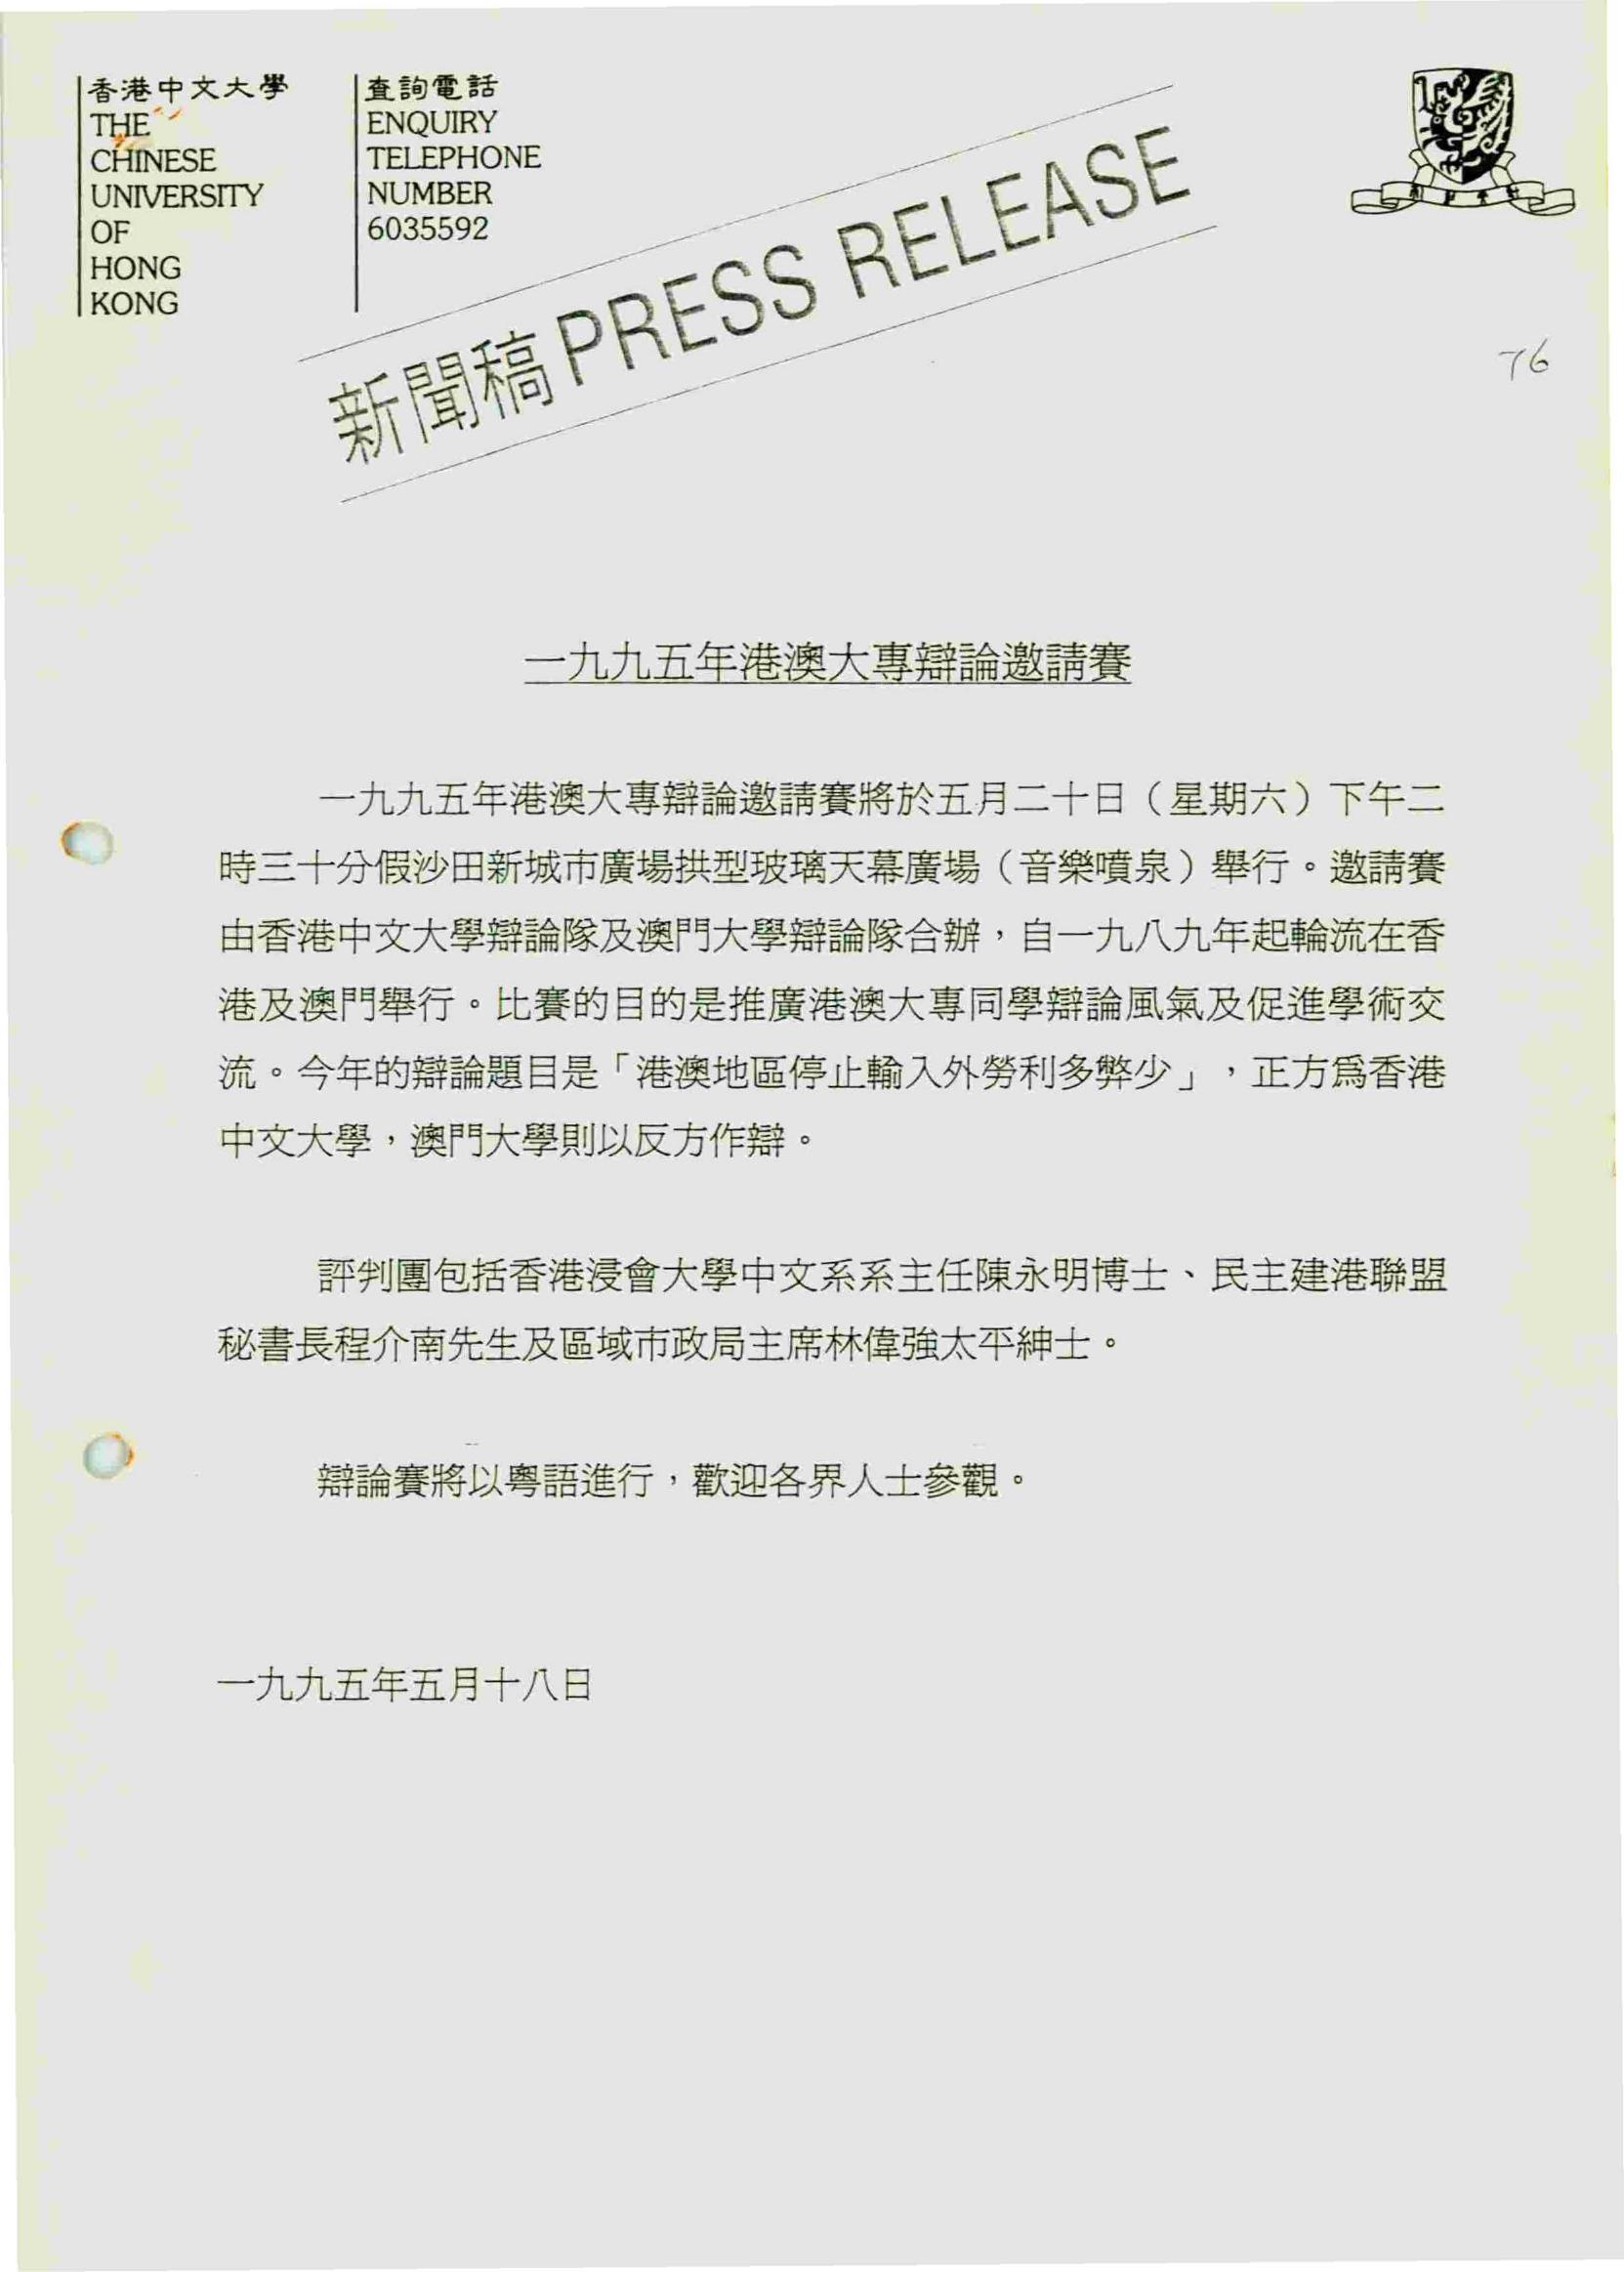 香港中文大學
THE
CHINESE
UNIVERSITY
OF
HONG
KONG
查詢電話
ENQUIRY
TELEPHONE
NUMBER
6035592
新聞稿 PRESS RELEASE
76
一九九五年港澳大專辯論邀請賽
一九九五年港澳大專辯論邀請賽將於五月二十日（星期六）下午二
時三十分假沙田新城市廣場拱型玻璃天幕廣場（音樂噴泉）舉行。邀請賽
由香港中文大學辯論隊及澳門大學辯論隊合辦，自一九八九年起輪流在香
港及澳門舉行。比賽的目的是推廣港澳大專同學辯論風氣及促進學術交
流。今年的辯論題目是「港澳地區停止輸入外勞利多弊少」，正方爲香港
中文大學，澳門大學則以反方作辯。
評判團包括香港浸會大學中文系系主任陳永明博士、民主建港聯盟
秘書長程介南先生及區域市政局主席林偉強太平紳士。
辯論賽將以粵語進行，歡迎各界人士參觀。
一九九五年五月十八日